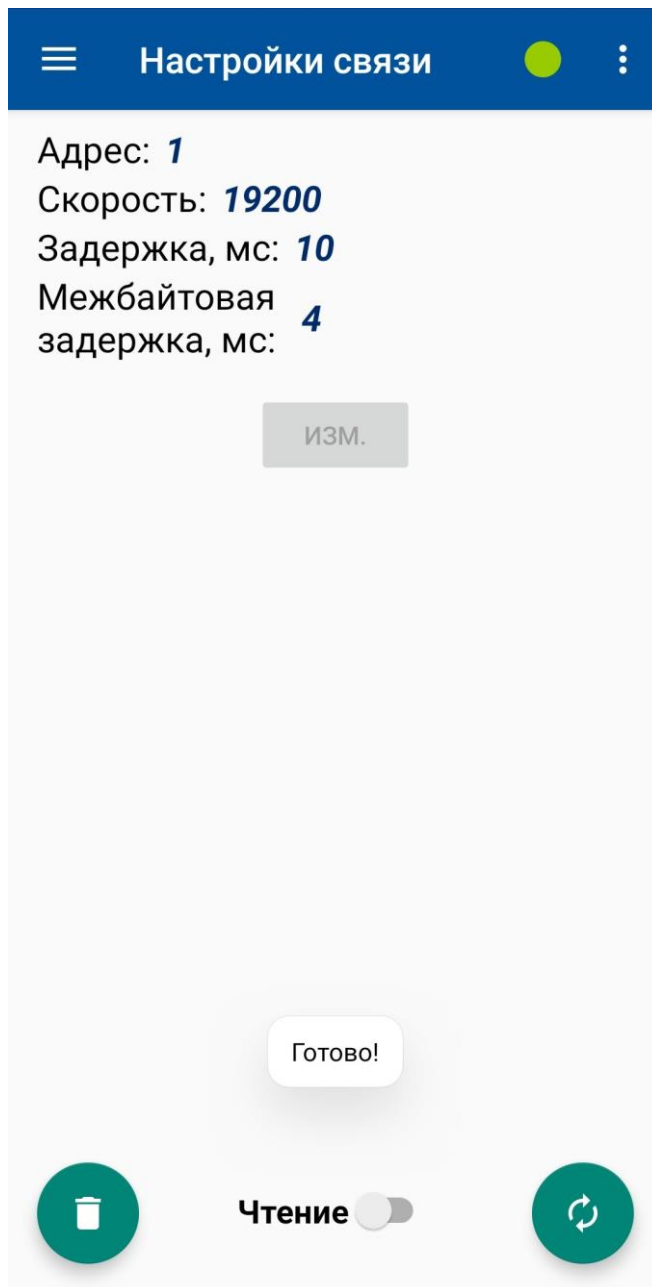 Настройки связи
Адрес: 1
Скорость: 19200
Задержка, мс: 10
Межбайтовая
задержка, мс: 4
ИЗМ.
Готово!
Чтение